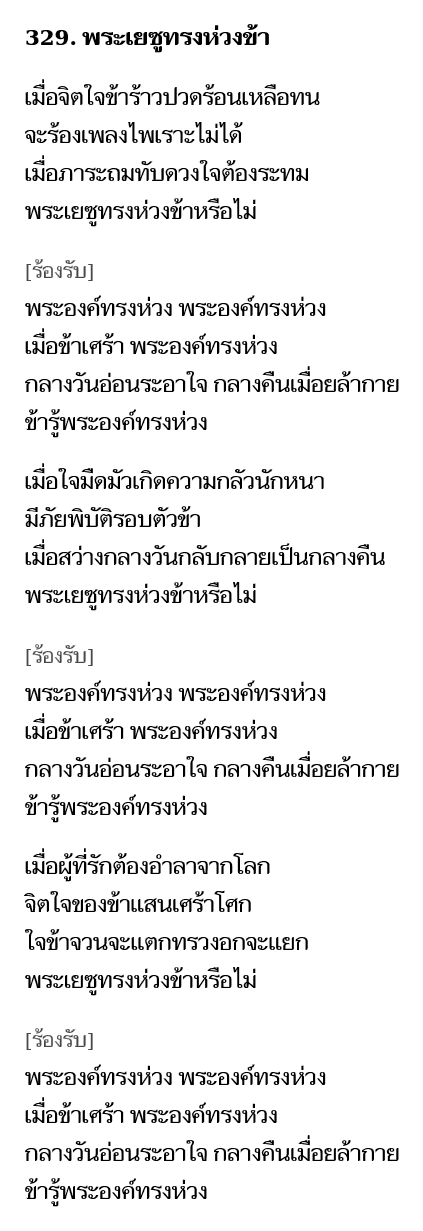 329. พระเยซูทรงห่วงข้า
เมื่อจิตใจข้าร้าวปวดร้อนเหลือทน
จะร้องเพลงไพเราะไม่ได้
เมื่อภาระถมทับดวงใจต้องระทม
พระเยซูทรงห่วงข้าหรือไม่
[ร้องรับ]
พระองค์ทรงห่วง พระองค์ทรงห่วง
เมื่อข้าเศร้า พระองค์ทรงห่วง
กลางวันอ่อนระอาใจ กลางคืนเมื่อยล้ากาย
ข้ารู้พระองค์ทรงห่วง
เมื่อใจมืดมัวเกิดความกลัวนักหนา
มีภัยพิบัติรอบตัวข้า
เมื่อสว่างกลางวันกลับกลายเป็นกลางคืน
พระเยซูทรงห่วงข้าหรือไม่
[ร้องรับ]
พระองค์ทรงห่วง พระองค์ทรงห่วง
เมื่อข้าเศร้า พระองค์ทรงห่วง
กลางวันอ่อนระอาใจ กลางคืนเมื่อยล้ากาย
ข้ารู้พระองค์ทรงห่วง
เมื่อผู้ที่รักต้องอำลาจากโลก
จิตใจของข้าแสนเศร้าโศก
ใจข้าจวนจะแตกทรวงอกจะแยก
พระเยซูทรงห่วงข้าหรือไม่
[ร้องรับ]
พระองค์ทรงห่วง พระองค์ทรงห่วง
เมื่อข้าเศร้า พระองค์ทรงห่วง
กลางวันอ่อนระอาใจ กลางคืนเมื่อยล้ากาย
ข้ารู้พระองค์ทรงห่วง